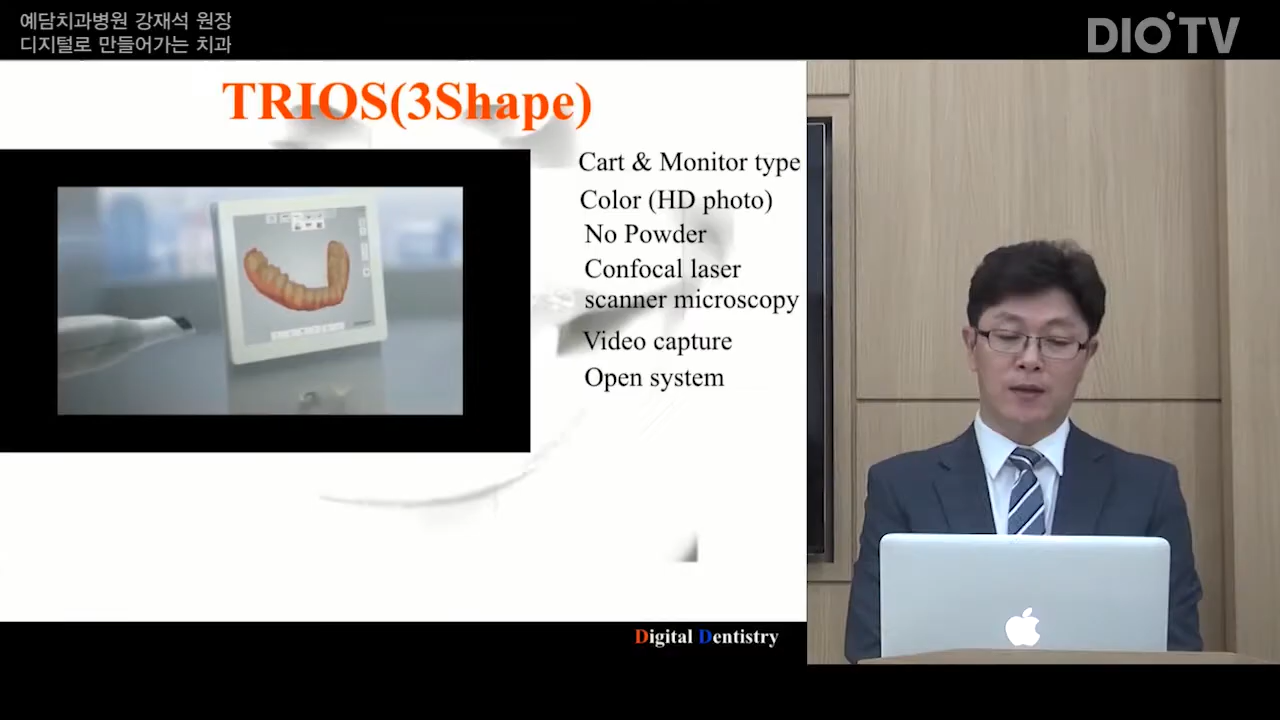 예담치과병원 강재석 원장
디지털로 만들어가는 치과
DIO TV
TRIOS(3Shape)
Cart & Monitor type
Color (HD photo)
No Powder
Confocal laser
scanner microscopy
Video capture
Open system
Digital Dentistry